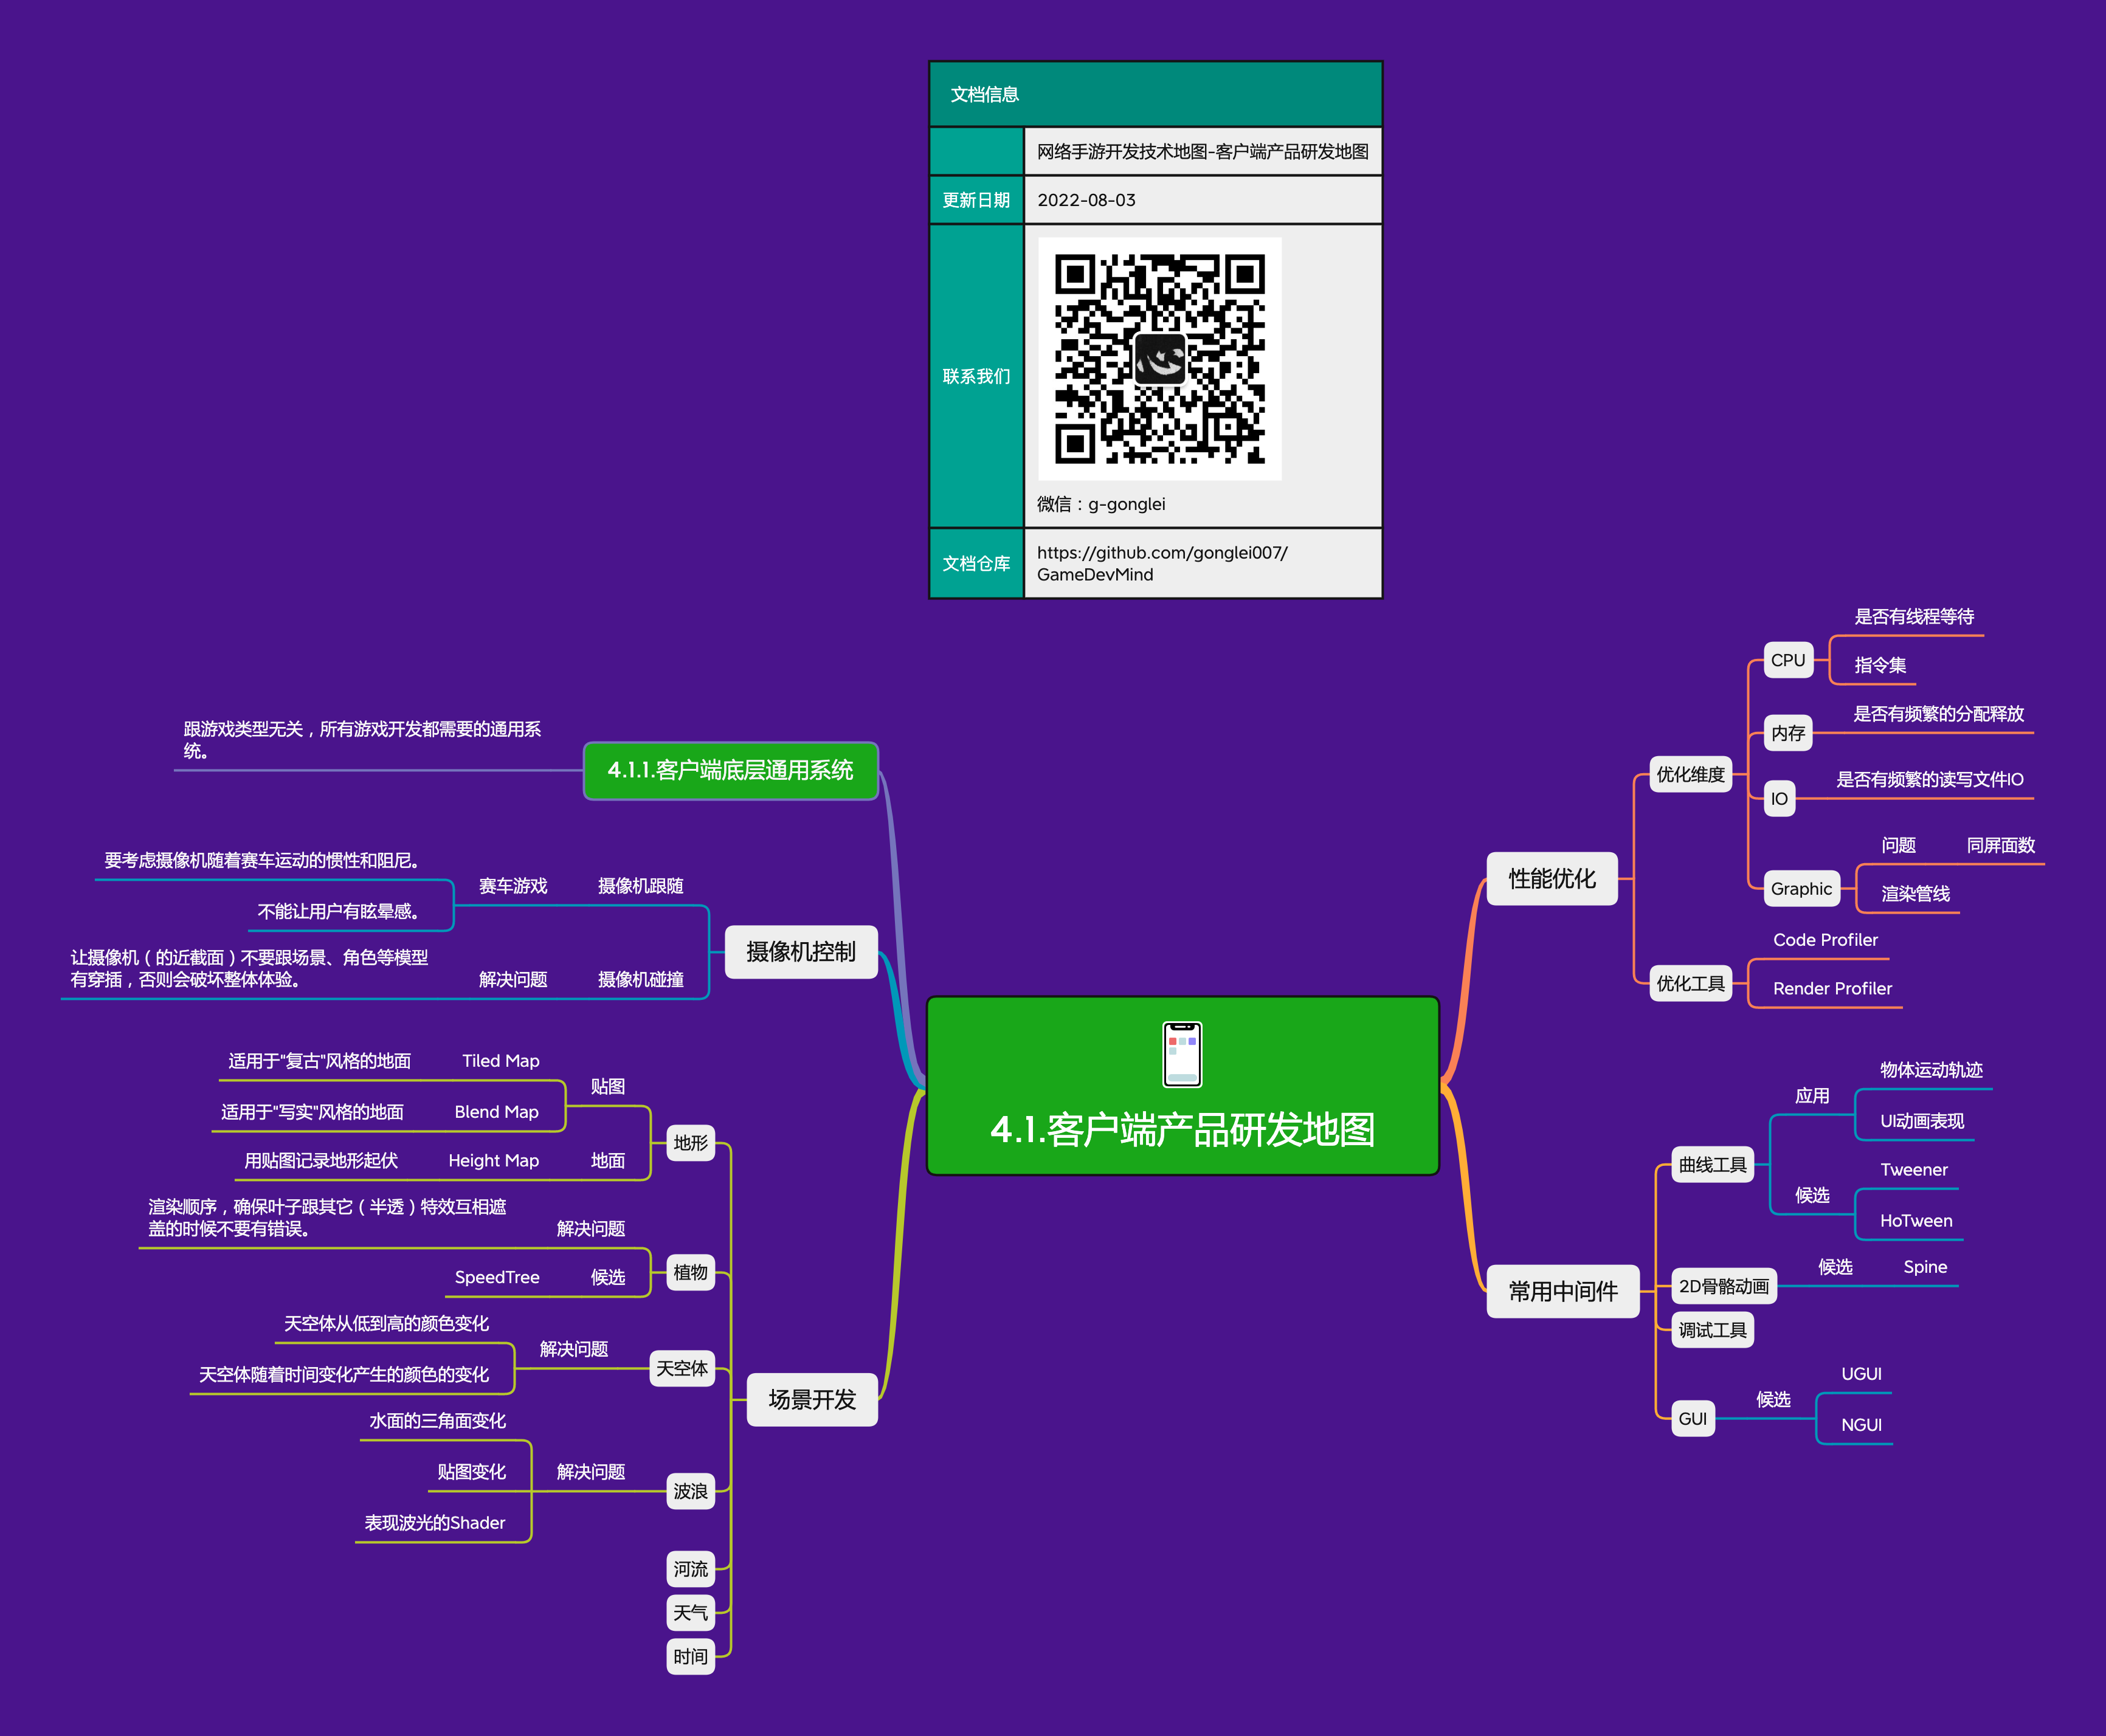 文档信息
网络手游开发技术地图-客户端产品研发地图
更新日期
2022-08-03
联系我们
微信：g-gonglei
文档仓库
https://github.com/gonglei007/
GameDevMind
4.1.客户端产品研发地图
性能优化
优化维度
CPU
是否有线程等待
指令集
内存
是否有频繁的分配释放
IO
是否有频繁的读写文件IO
Graphic
问题
同屏面数
渲染管线
优化工具
Code Profiler
Render Profiler
常用中间件
曲线工具
应用
物体运动轨迹
UI动画表现
候选
Tweener
HoTween
2D骨骼动画
候选
Spine
调试工具
GUI
候选
UGUI
NGUI
4.1.1.客户端底层通用系统
跟游戏类型无关，所有游戏开发都需要的通用系
统。
摄像机控制
摄像机跟随
赛车游戏
要考虑摄像机随着赛车运动的惯性和阻尼。
不能让用户有眩晕感。
摄像机碰撞
解决问题
让摄像机（的近截面）不要跟场景、角色等模型
有穿插，否则会破坏整体体验。
场景开发
地形
贴图
Tiled Map
适用于"复古"风格的地面
Blend Map
适用于"写实"风格的地面
地面
Height Map
用贴图记录地形起伏
植物
解决问题
渲染顺序，确保叶子跟其它（半透）特效互相遮
盖的时候不要有错误。
候选
SpeedTree
天空体
解决问题
天空体从低到高的颜色变化
天空体随着时间变化产生的颜色的变化
波浪
解决问题
水面的三角面变化
贴图变化
表现波光的Shader
河流
天气
时间